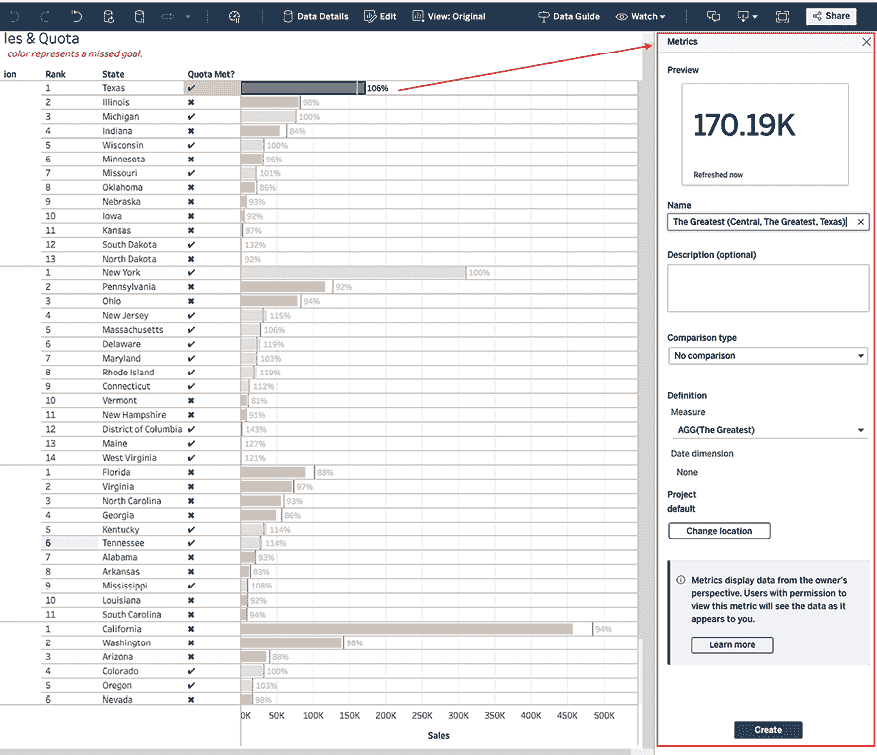 Data Details Edit View: Original Data Guide Watch Share
les & Quota
color represents a missed goal.
ion Rank State Quota Met?
1 Texas ✔ 106%
2 Illinois ✖ 98%
3 Michigan ✔ 100%
4 Indiana ✖ 84%
5 Wisconsin ✔ 100%
6 Minnesota ✖ 96%
7 Missouri ✔ 101%
8 Oklahoma ✖ 86%
9 Nebraska ✖ 93%
10 Iowa ✖ 92%
11 Kansas ✖ 97%
12 South Dakota ✔ 132%
13 North Dakota ✖ 92%
1 New York ✔ 100%
2 Pennsylvania ✖ 92%
3 Ohio ✖ 94%
4 New Jersey ✔ 115%
5 Massachusetts ✔ 106%
6 Delaware ✔ 119%
7 Maryland ✔ 103%
8 Rhode Island ✔ 119%
9 Connecticut ✔ 112%
10 Vermont ✖ 81%
11 New Hampshire ✖ 91%
12 District of Columbia ✔ 143%
13 Maine ✔ 127%
14 West Virginia ✔ 121%
1 Florida ✖ 88%
2 Virginia ✖ 97%
3 North Carolina ✖ 93%
4 Georgia ✖ 86%
5 Kentucky ✔ 114%
6 Tennessee ✔ 114%
7 Alabama ✖ 93%
8 Arkansas ✖ 83%
9 Mississippi ✔ 108%
10 Louisiana ✖ 92%
11 South Carolina ✖ 94%
1 California ✖ 94%
2 Washington ✖ 98%
3 Arizona ✖ 88%
4 Colorado ✔ 100%
5 Oregon ✔ 103%
6 Nevada ✖ 98%
0K 50K 100K 150K 200K 250K 300K 350K 400K 450K 500K
Sales
Metrics
Preview
170.19K
Refreshed now
Name
The Greatest (Central, The Greatest, Texas)
Description (optional)
Comparison type
No comparison
Definition
Measure
AGG(The Greatest)
Date dimension
None
Project
default
Change location
Metrics display data from the owner's
perspective. Users with permission to
view this metric will see the data as it
appears to you.
Learn more
Create